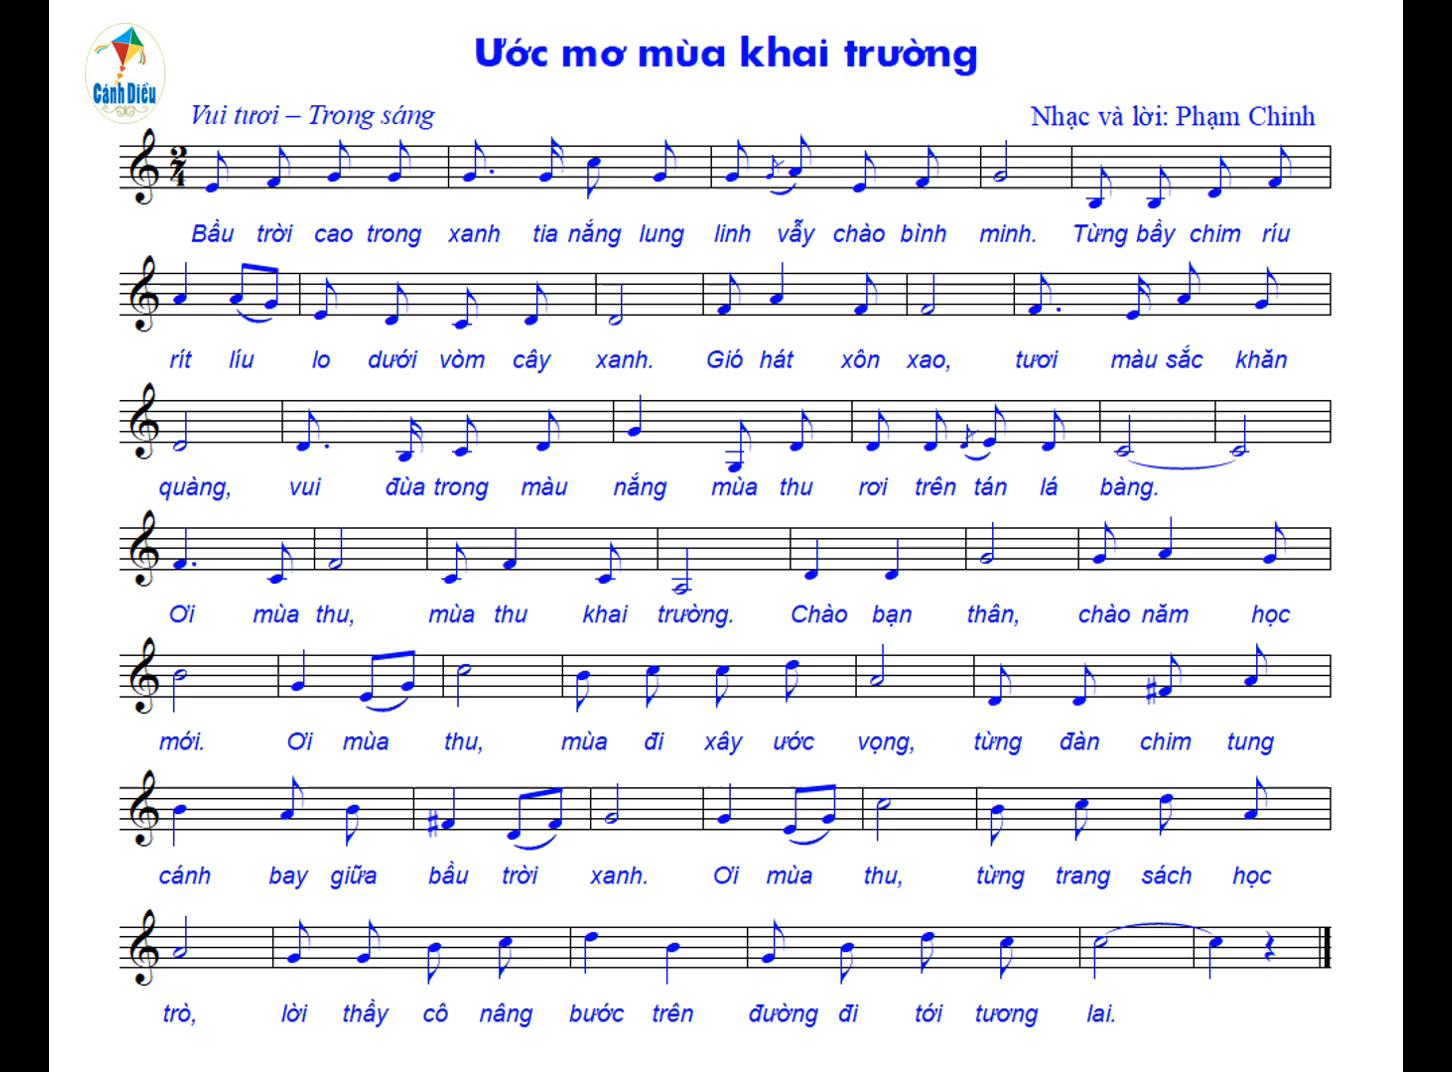 Ước mơ mùa khai trường
Cánh Diều
Vui tươi – Trong sáng
Nhạc và lời: Phạm Chỉnh
2
4
Bầu trời cao trong xanh tia nắng lung linh vẫy chào bình minh. Từng bầy chim ríu
rít líu lo dưới vòm cây xanh. Gió hát xôn xao, tươi màu sắc khăn
quàng, vui đùa trong màu nắng mùa thu rơi trên tán lá bàng.
Ơi mùa thu, mùa thu khai trường. Chào bạn thân, chào năm học
mới. Ơi mùa thu, mùa đi xây ước vọng, từng đàn chim tung
cánh bay giữa bầu trời xanh. Ơi mùa thu, từng trang sách học
trò, lời thầy cô nâng bước trên đường đi tới tương lai.